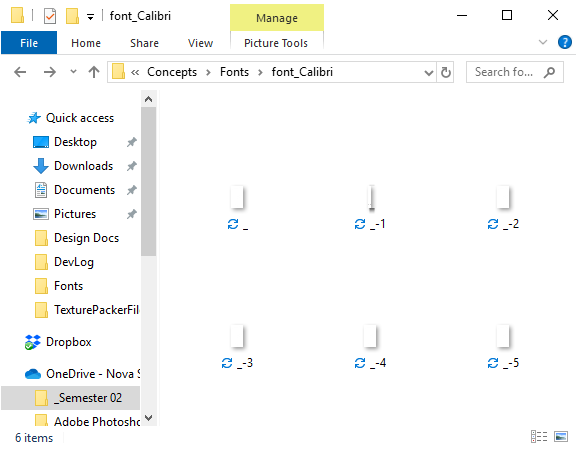 font_Calibri
Manage
File
Home
Share
View
Picture Tools
Concepts
Fonts
font_Calibri
Search fo...
Quick access
Desktop
Downloads
Documents
Pictures
Design Docs
DevLog
Fonts
TexturePackerFil
Dropbox
OneDrive - Nova S
_Semester 02
Adobe Photosho
_
_-1
_-2
_-3
_-4
_-5
6 items